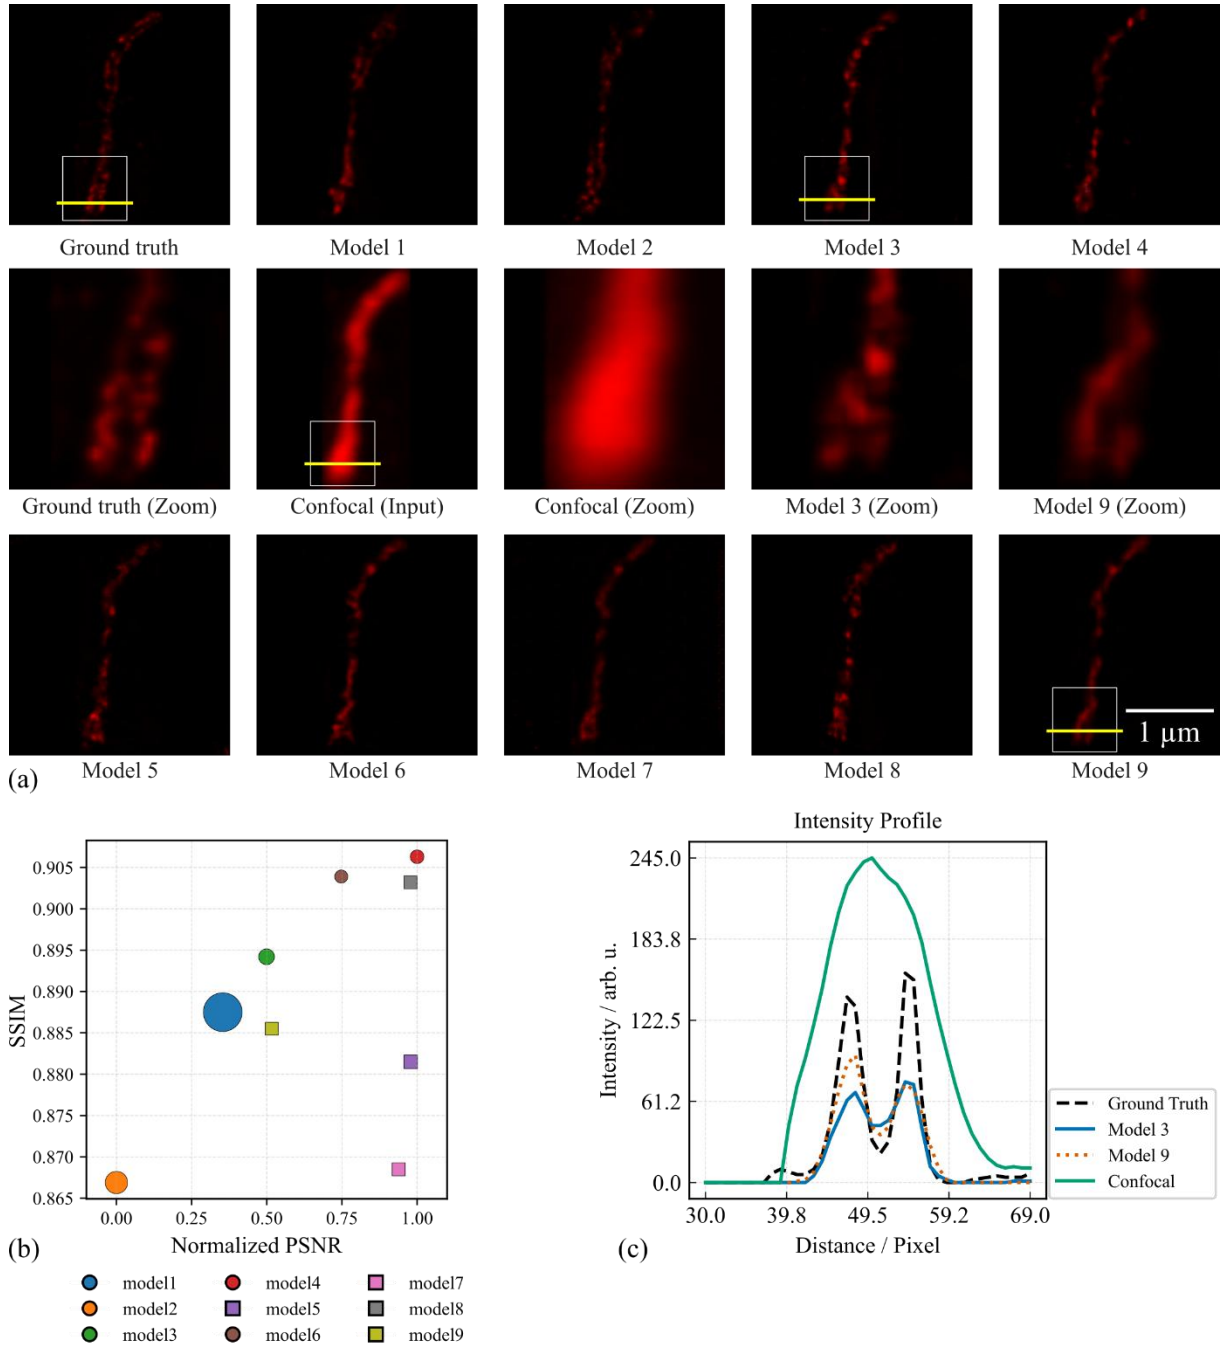 Ground truth
Model 1
Model 2
Model 3
Model 4
Ground truth (Zoom)
Confocal (Input)
Confocal (Zoom)
Model 3 (Zoom)
Model 9 (Zoom)
1 µm
(a)
Model 5
Model 6
Model 7
Model 8
Model 9
SSIM
0.905
0.900
0.895
0.890
0.885
0.880
0.875
0.870
0.865
0.00
0.25
0.50
0.75
1.00
Normalized PSNR
(b)
model1
model2
model3
model4
model5
model6
model7
model8
model9
Intensity Profile
Intensity / arb. u.
245.0
183.8
122.5
61.2
0.0
30.0
39.8
49.5
59.2
69.0
Distance / Pixel
(c)
Ground Truth
Model 3
Model 9
Confocal